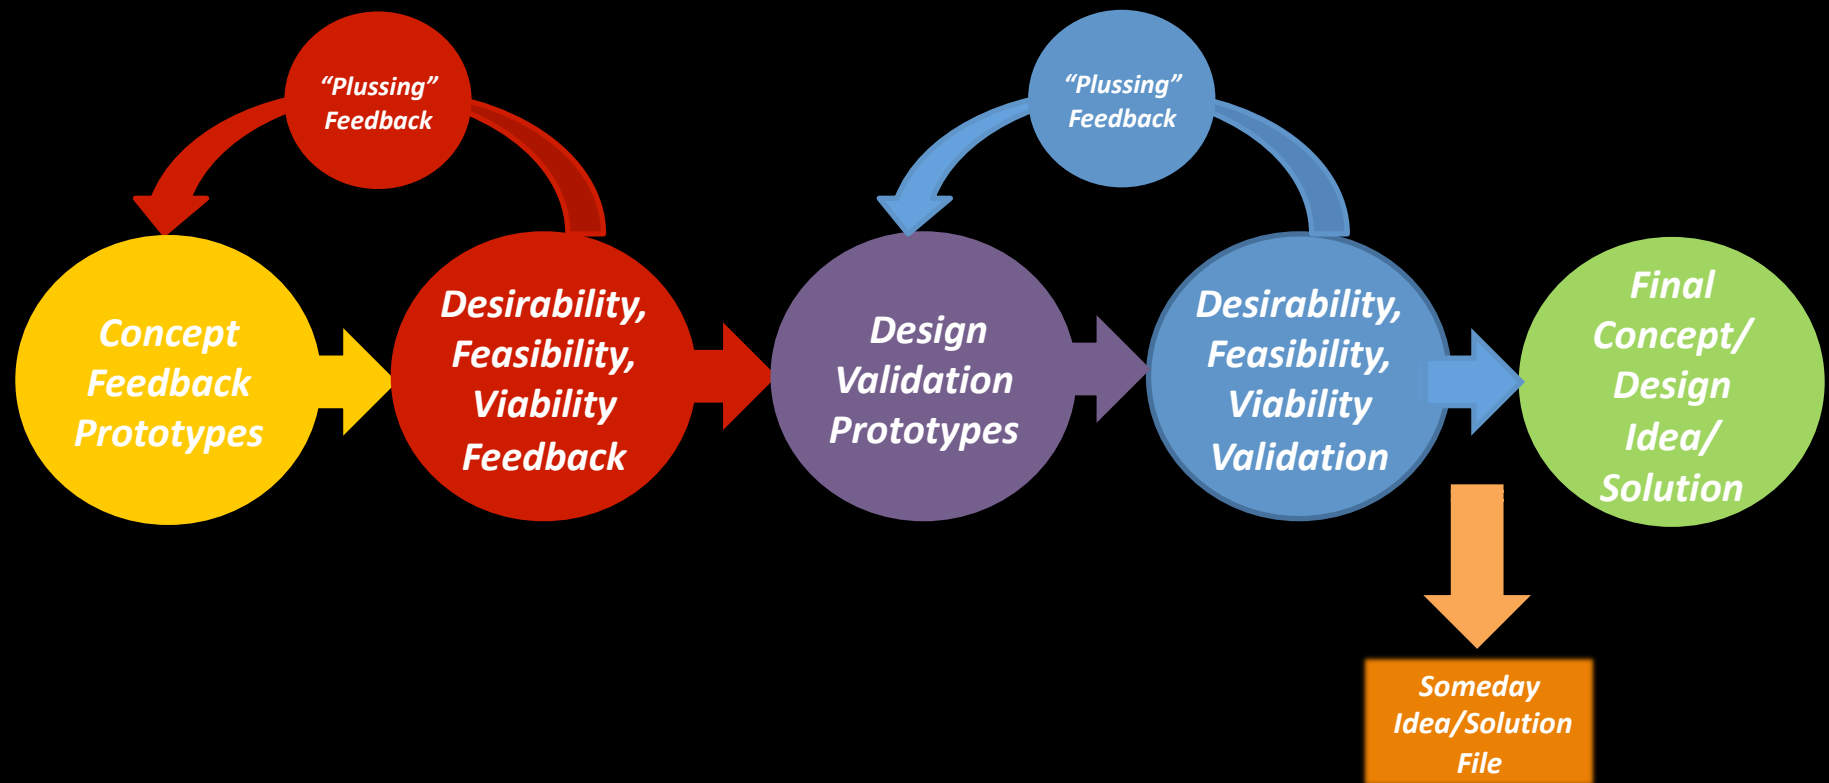 “Plussing”
Feedback
“Plussing”
Feedback
Concept
Feedback
Prototypes
Desirability,
Feasibility,
Viability
Feedback
Design
Validation
Prototypes
Desirability,
Feasibility,
Viability
Validation
Final
Concept/
Design
Idea/
Solution
Someday
Idea/Solution
File